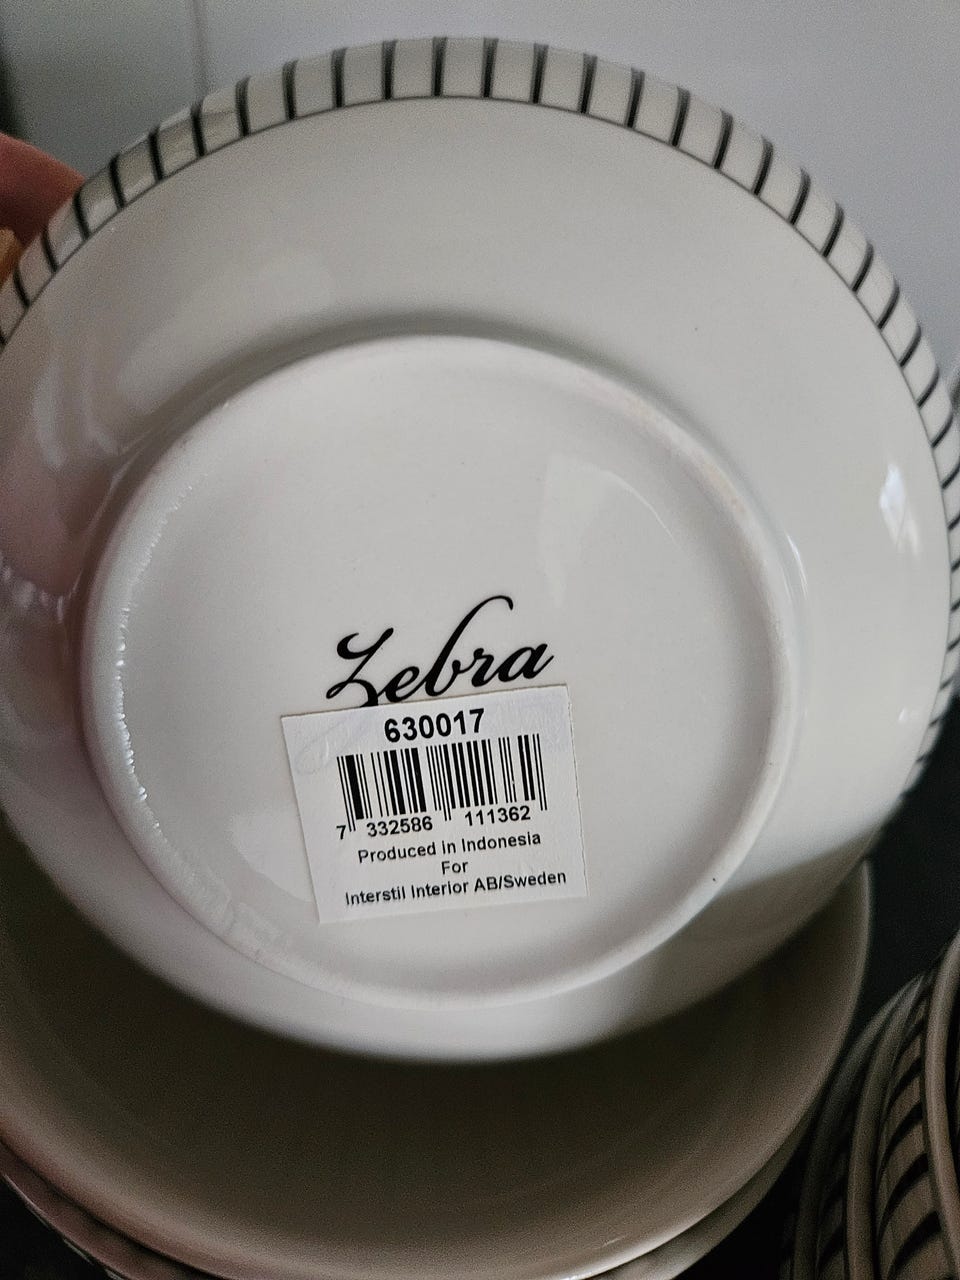 Zebra
630017
7 332586 111362
Produced in Indonesia
For
Interstil Interior AB/Sweden